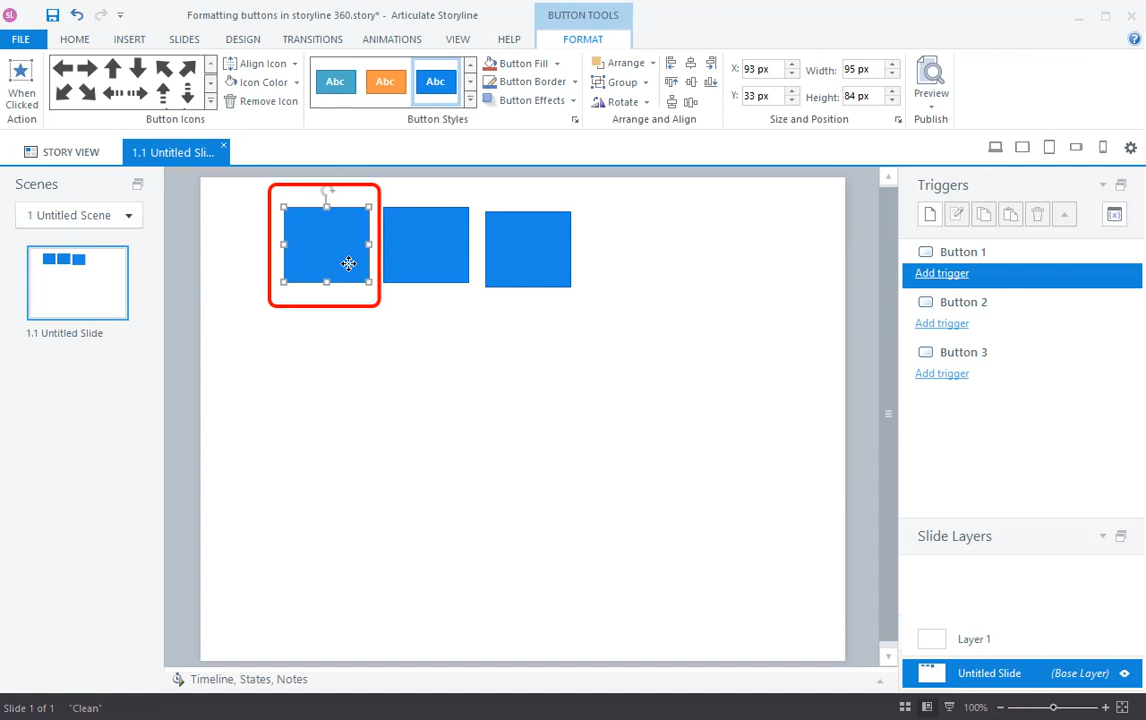 sl
Formatting buttons in storyline 360.story* - Articulate Storyline
BUTTON TOOLS
FILE
HOME
INSERT
SLIDES
DESIGN
TRANSITIONS
ANIMATIONS
VIEW
HELP
FORMAT
When
Clicked
Action
Align Icon
Icon Color
Remove Icon
Button Icons
Abc
Abc
Abc
Button Styles
Button Fill
Button Border
Button Effects
Arrange
Group
Rotate
Arrange and Align
X: 93 px
Y: 33 px
Width: 95 px
Height: 84 px
Size and Position
Preview
Publish
STORY VIEW
1.1 Untitled Sli...
Scenes
1 Untitled Scene
1.1 Untitled Slide
Triggers
Button 1
Add trigger
Button 2
Add trigger
Button 3
Add trigger
Slide Layers
Layer 1
Untitled Slide (Base Layer)
Timeline, States, Notes
Slide 1 of 1 "Clean"
100%